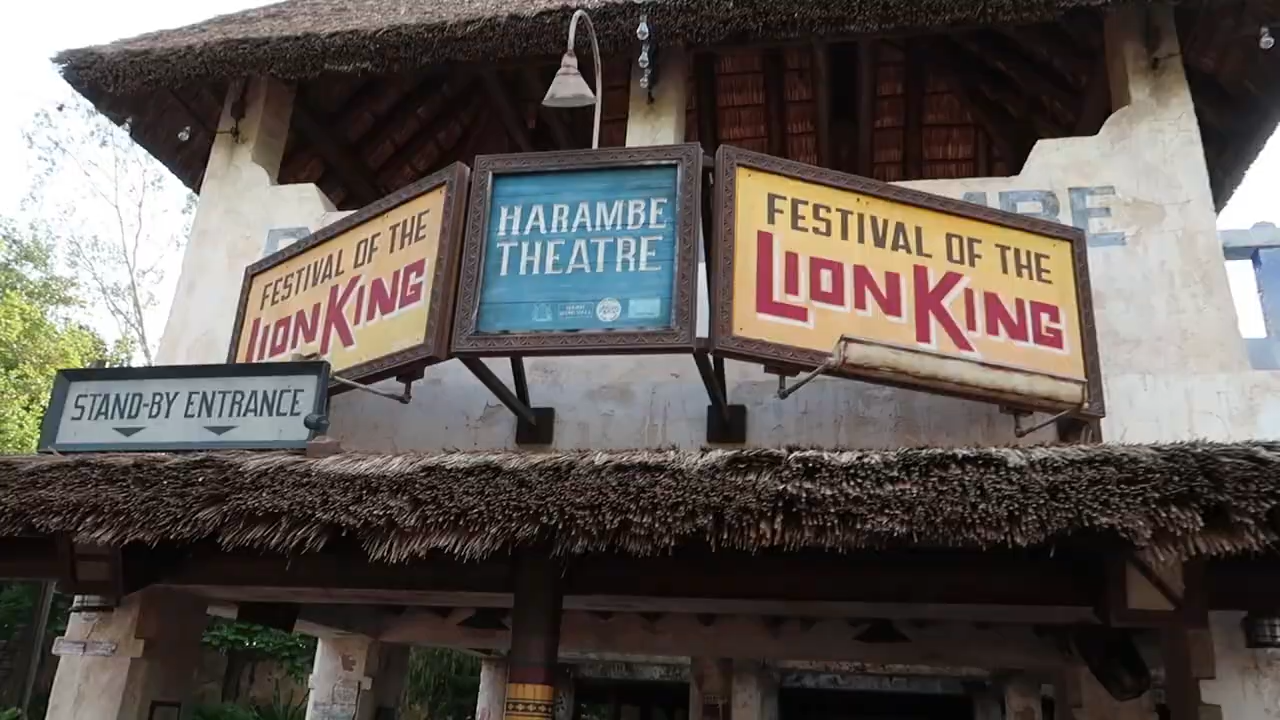 FESTIVAL OF THE
LION KING
HARAMBE
THEATRE
FESTIVAL OF THE
LION KING
STAND-BY ENTRANCE